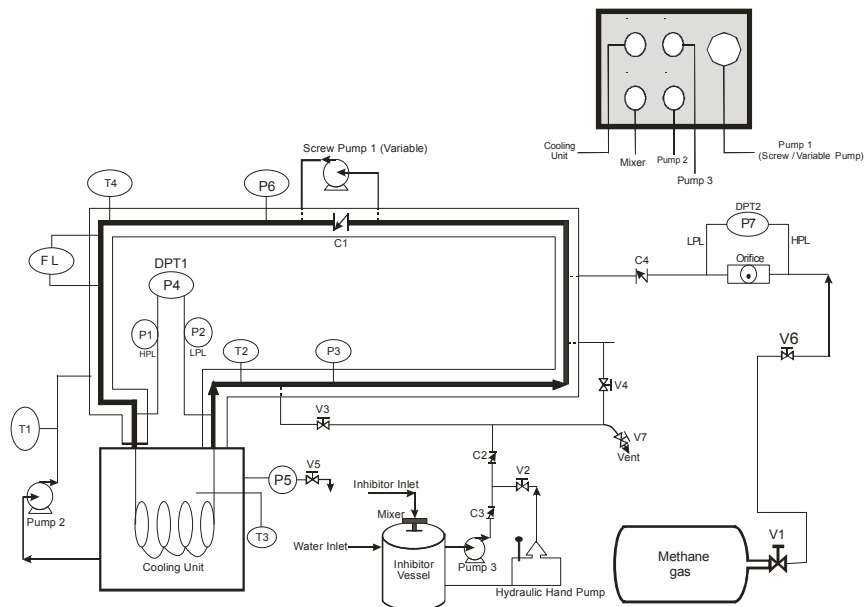 Cooling
Unit
Mixer
Pump 2
Pump 3
Pump 1
(Screw / Variable Pump)
Screw Pump 1 (Variable)
T4
P6
C1
F L
DPT1
P4
P1
HPL
P2
LPL
T2
P3
DPT2
P7
LPL
HPL
C4
Orifice
V6
V4
V3
V7
Vent
T1
Pump 2
P5
V5
T3
Cooling Unit
C2
V2
C3
Inhibitor Inlet
Mixer
Water Inlet
Inhibitor
Vessel
Pump 3
Hydraulic Hand Pump
Methane
gas
V1